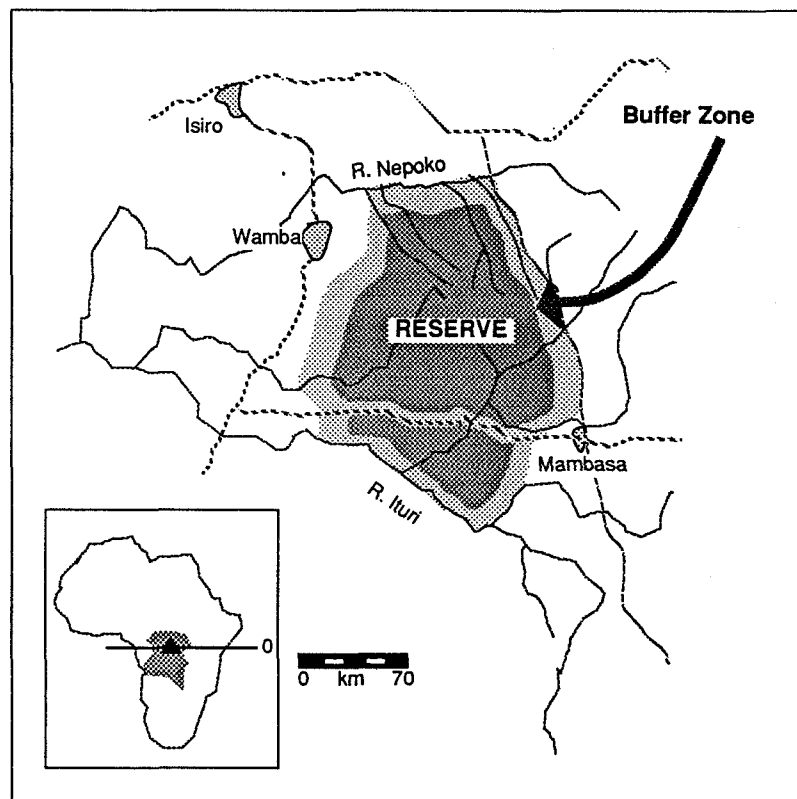 Isiro
Buffer Zone
R. Nepoko
Wamba
RESERVE
Mambasa
R. Ituri
0
0 km 70